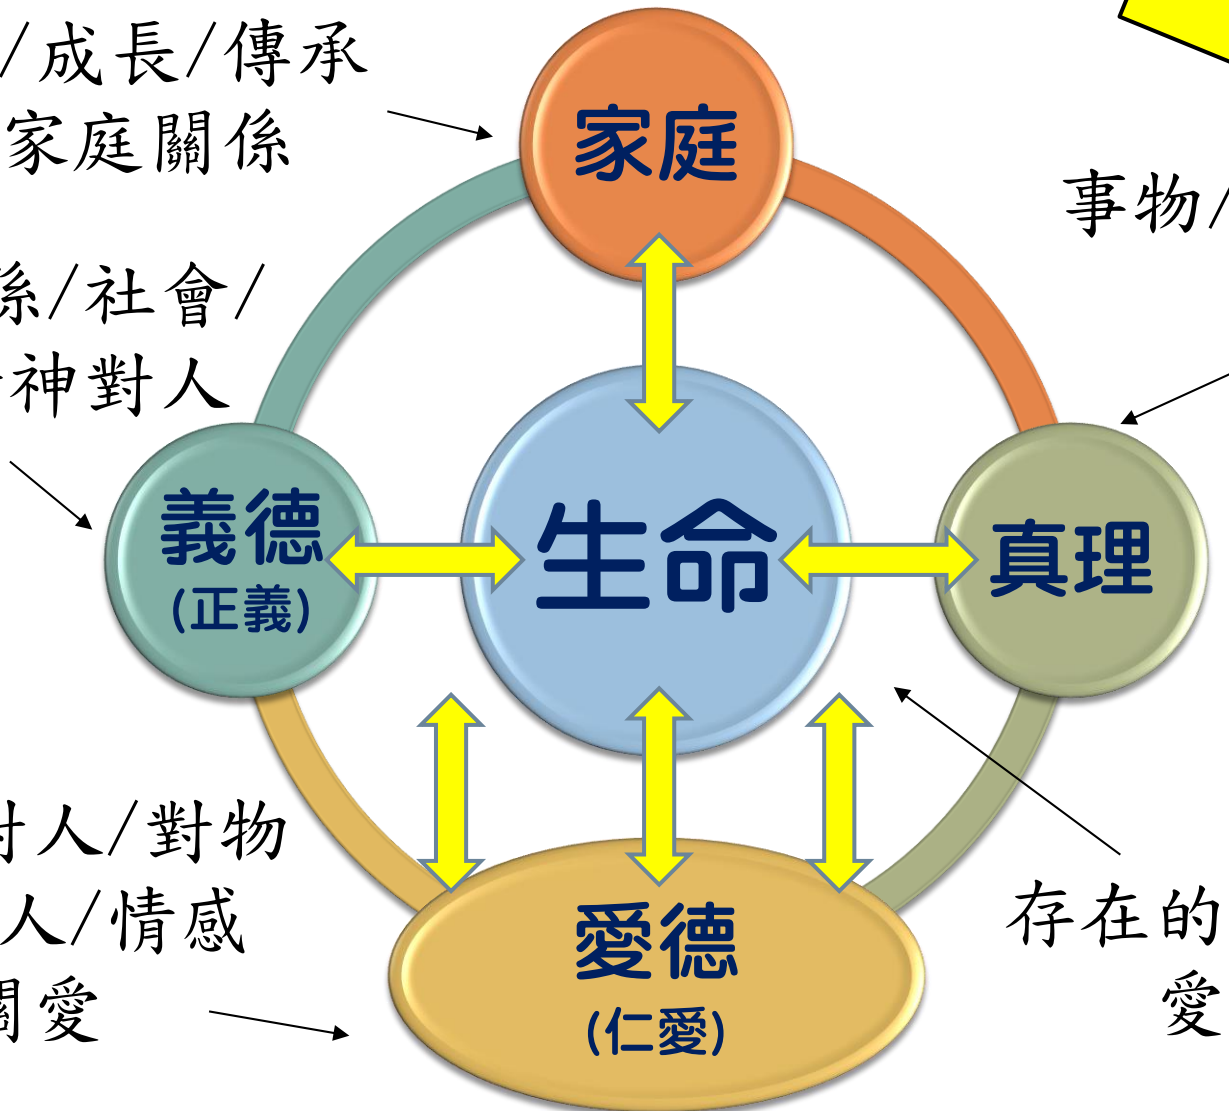 /成長/傳承
家庭關係
家庭
事物/
係/社會/
神對人
義德
(正義)
生命
真理
對人/對物
人/情感
關愛
愛德
(仁愛)
存在的
愛